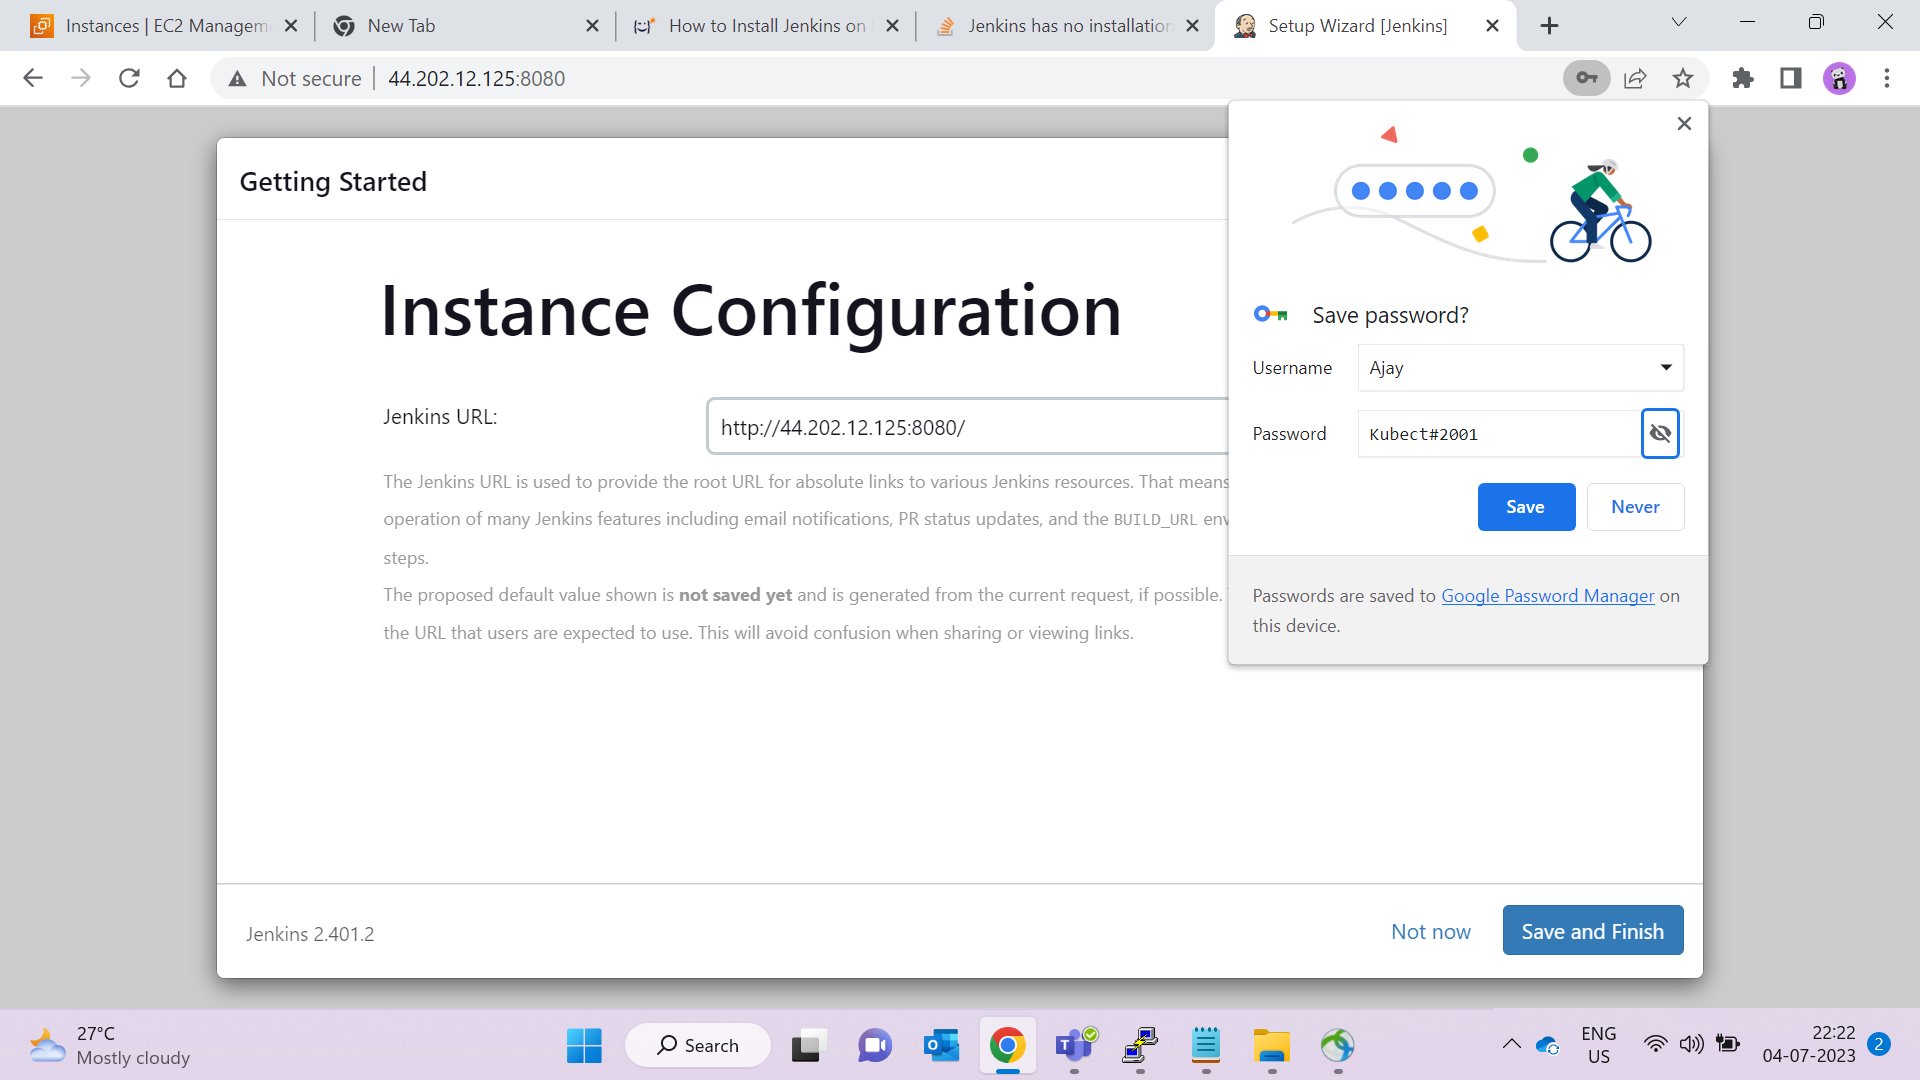 Instances | EC2 Managem
New Tab
How to Install Jenkins on
Jenkins has no installation
Setup Wizard [Jenkins]
Not secure
44.202.12.125:8080
Getting Started
Instance Configuration
Jenkins URL:
http://44.202.12.125:8080/
The Jenkins URL is used to provide the root URL for absolute links to various Jenkins resources. That means
operation of many Jenkins features including email notifications, PR status updates, and the BUILD_URL env
steps.
The proposed default value shown is not saved yet and is generated from the current request, if possible.
the URL that users are expected to use. This will avoid confusion when sharing or viewing links.
Save password?
Username
Ajay
Password
Kubect#2001
Save
Never
Passwords are saved to Google Password Manager on
this device.
Jenkins 2.401.2
Not now
Save and Finish
27°C
Mostly cloudy
Search
ENG
US
22:22
04-07-2023
2